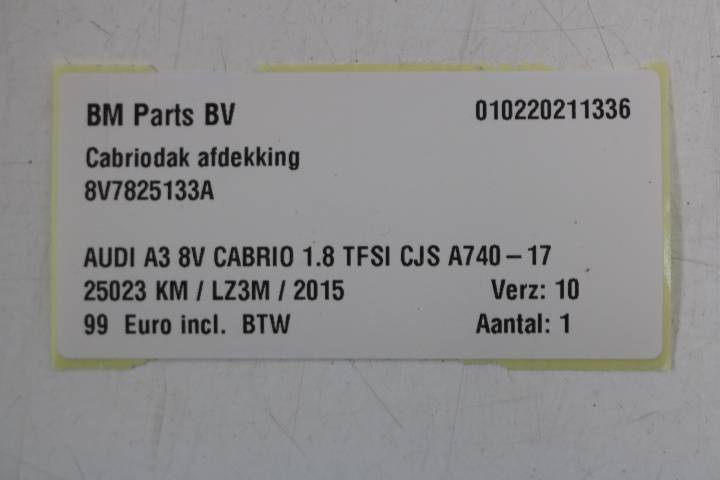 BM Parts BV 010220211336
Cabriodak afdekking
8V7825133A
AUDI A3 8V CABRIO 1.8 TFSI CJS A740-17
25023 KM / LZ3M / 2015 Verz: 10
99 Euro incl. BTW Aantal: 1